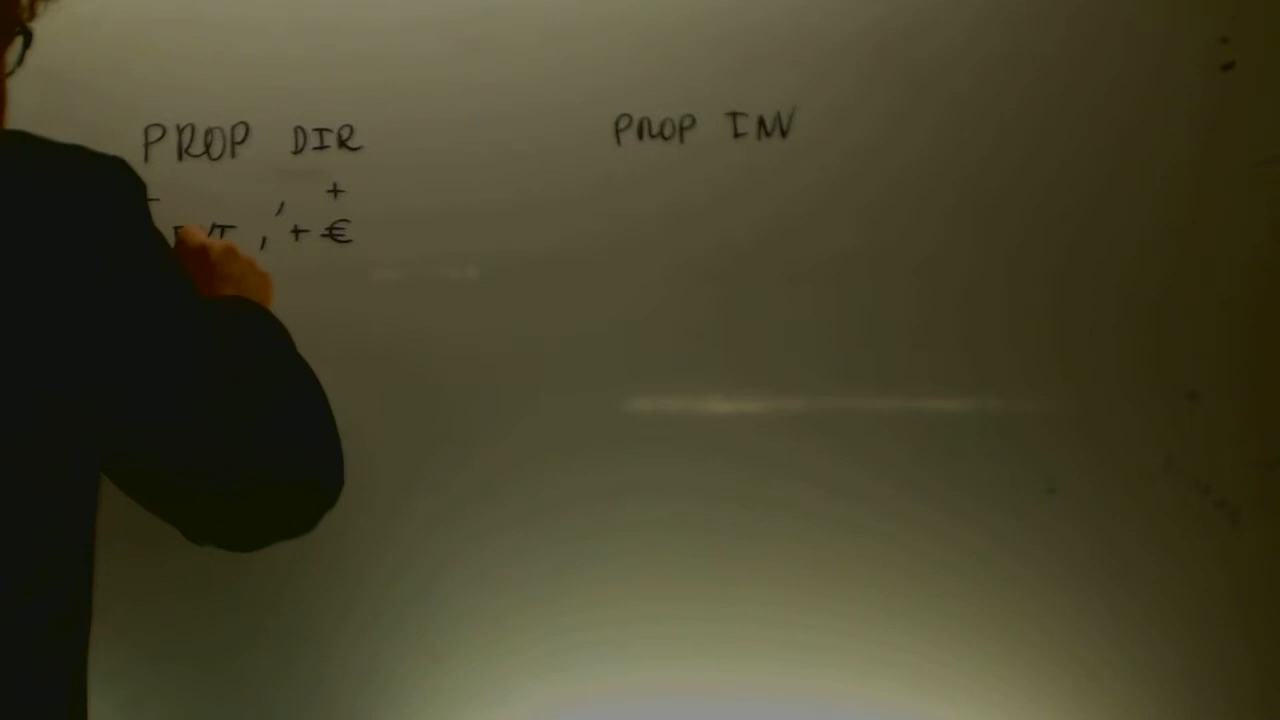 PROP DIR
PROP INV
, +
, + €